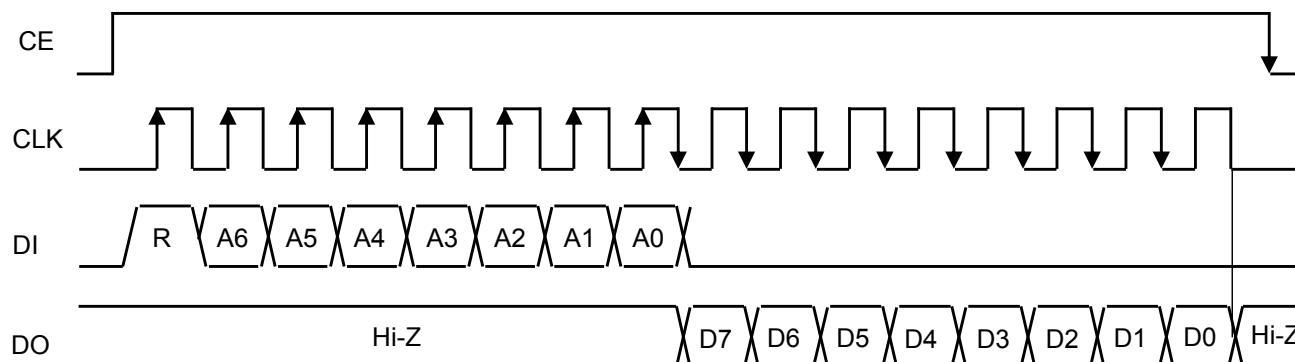 CE
CLK
DI R A6 A5 A4 A3 A2 A1 A0
DO Hi-Z D7 D6 D5 D4 D3 D2 D1 D0 Hi-Z